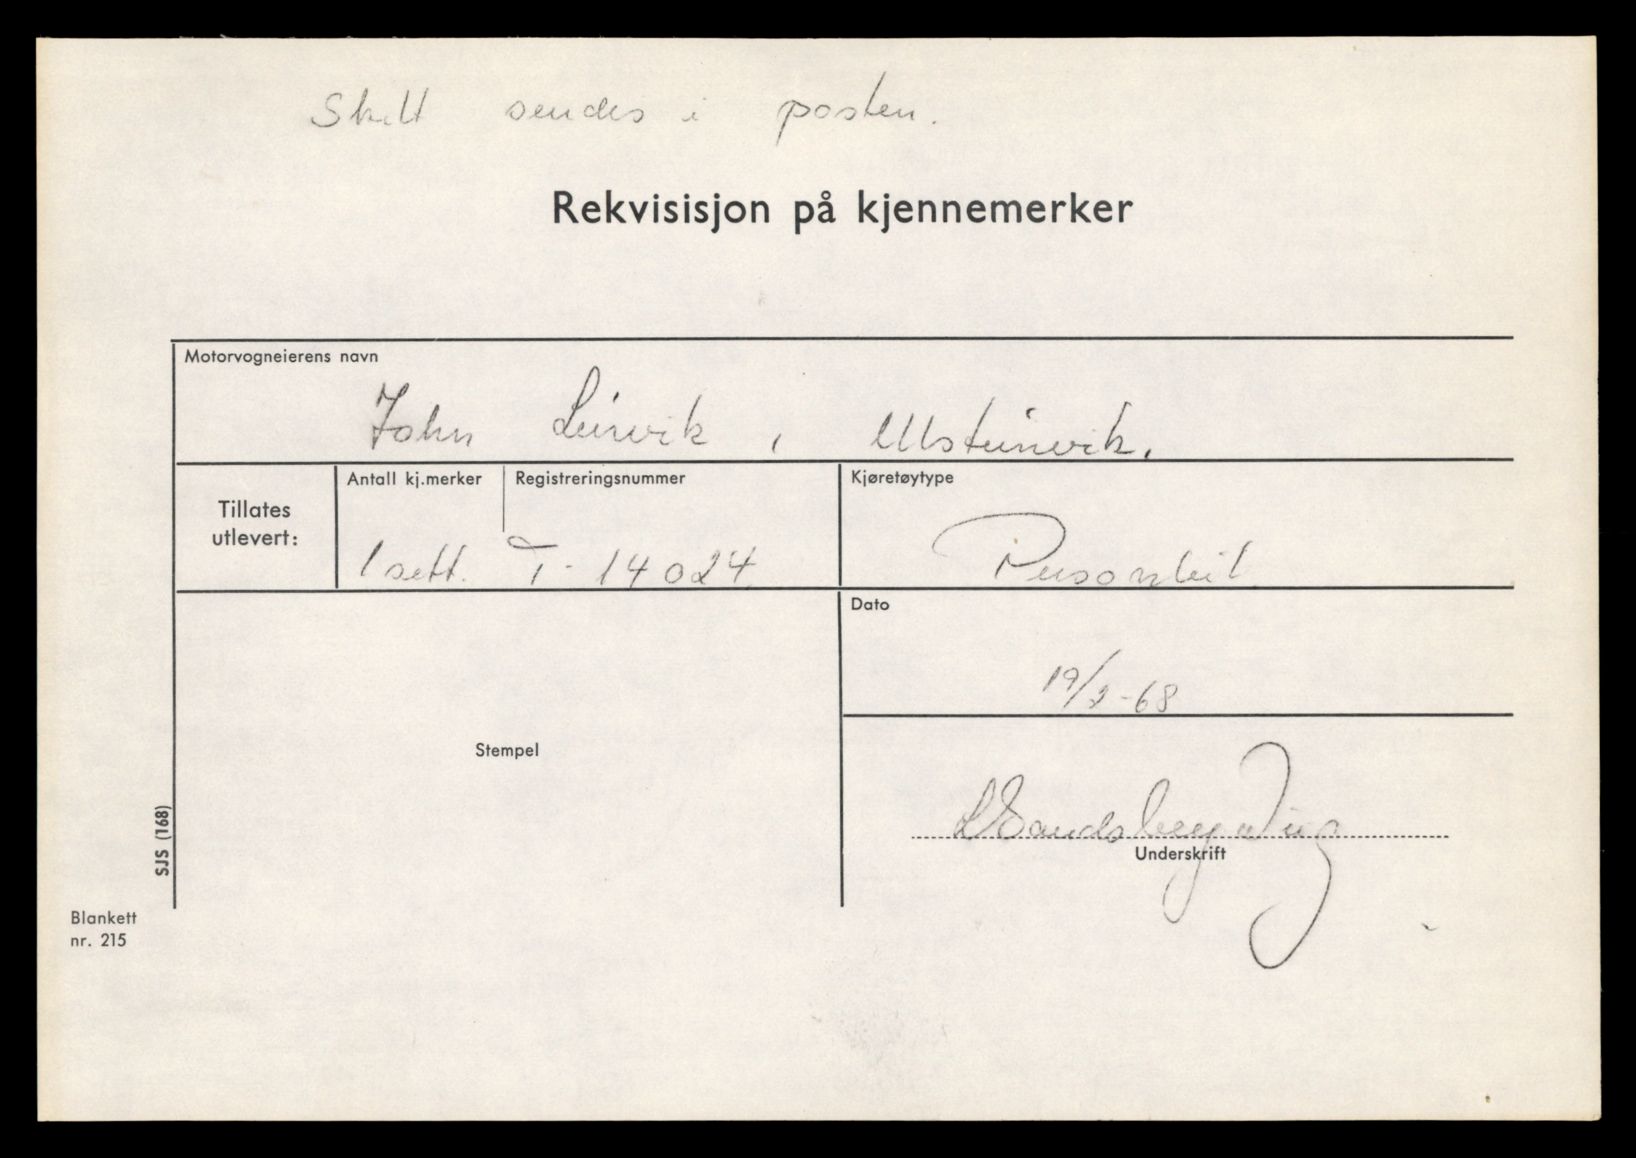 Skilt sendes i posten.
Rekvisisjon på kjennemerker
Motorvogneierens navn
John Leinvik, Ulsteinvik.
Tillates utlevert:
Antall kj.merker
1 sett.
Registreringsnummer
T- 14024
Kjøretøytype
Personbil
Dato
19/2-68
Stempel
Underskrift
SJS (168)
Blankett
nr. 215